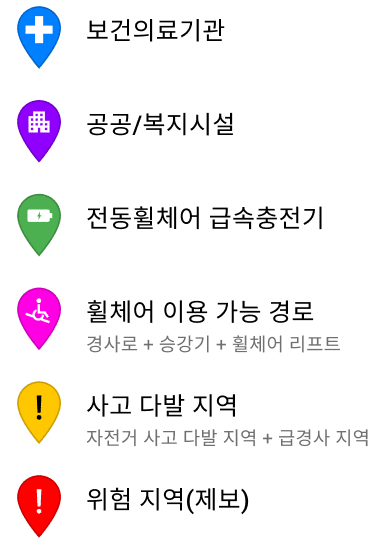 보건의료기관
공공/복지시설
전동휠체어 급속충전기
휠체어 이용 가능 경로
경사로 + 승강기 + 휠체어 리프트
사고 다발 지역
자전거 사고 다발 지역 + 급경사 지역
위험 지역(제보)